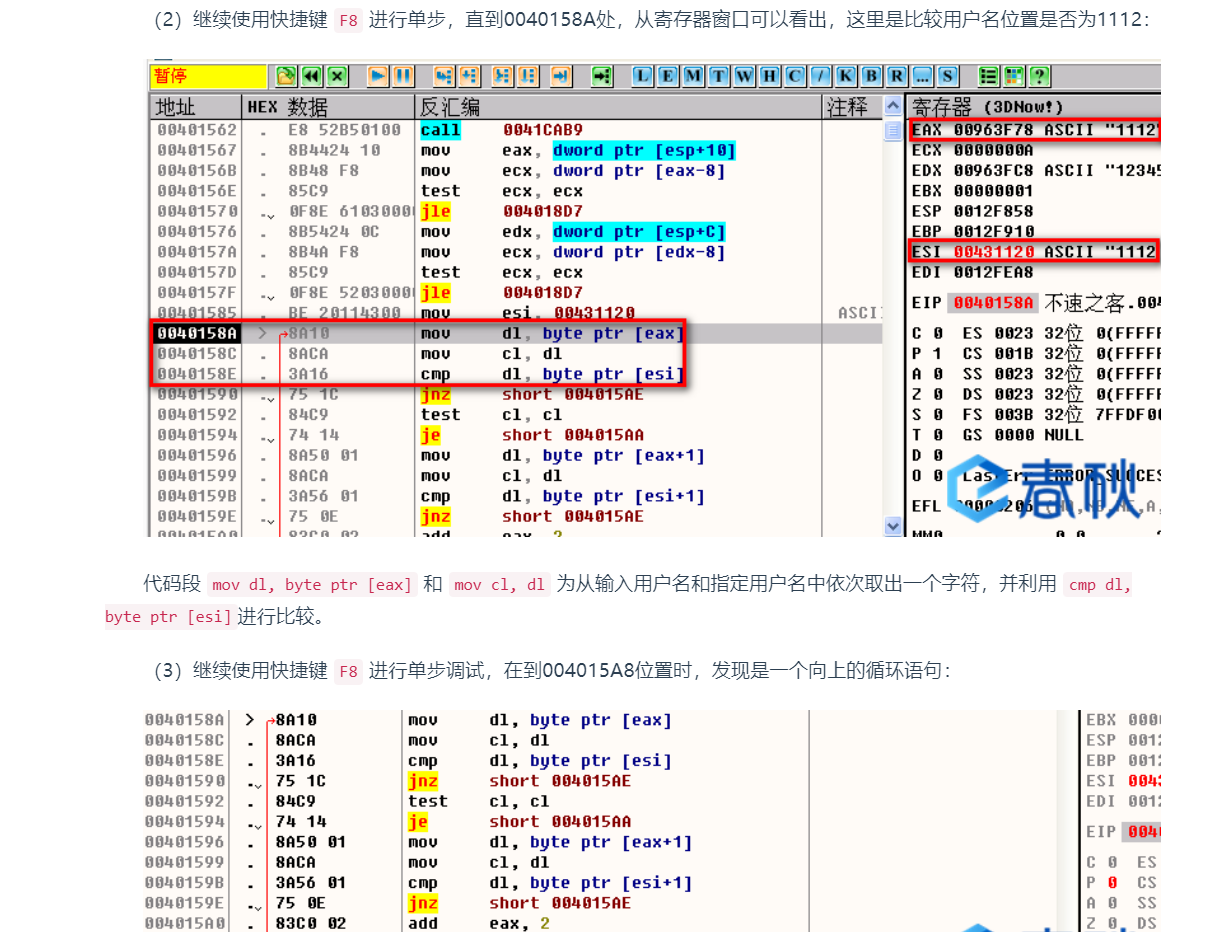 （2）继续使用快捷键 F8 进行单步，直到0040158A处，从寄存器窗口可以看出，这里是比较用户名位置是否为1112：
暂停 L E M T W H C / K B R ... S ?
地址 HEX 数据 反汇编 注释 寄存器 (3DNow!)
00401562 . E8 52B50100 call 0041CAB9 EAX 00963F78 ASCII "1112"
00401567 . 8B4424 10 mov eax, dword ptr [esp+10] ECX 0000000A
0040156B . 8B48 F8 mov ecx, dword ptr [eax-8] EDX 00963FC8 ASCII "12345
0040156E . 85C9 test ecx, ecx EBX 00000001
00401570 .. 0F8E 61030000 jle 004018D7 ESP 0012F858
00401576 . 8B5424 0C mov edx, dword ptr [esp+C] EBP 0012F910
0040157A . 8B4A F8 mov ecx, dword ptr [edx-8] ESI 00431120 ASCII "1112
0040157D . 85C9 test ecx, ecx EDI 0012FEA8
0040157F .. 0F8E 52030000 jle 004018D7
00401585 . BE 20114300 mov esi, 00431120 ASCI EIP 0040158A 不速之客.004
0040158A > 8A10 mov dl, byte ptr [eax] C 0 ES 0023 32位 0(FFFFF
0040158C . 8ACA mov cl, dl P 1 CS 001B 32位 0(FFFFF
0040158E . 3A16 cmp dl, byte ptr [esi] A 0 SS 0023 32位 0(FFFFF
00401590 .. 75 1C jnz short 004015AE Z 0 DS 0023 32位 0(FFFFF
00401592 . 84C9 test cl, cl S 0 FS 003B 32位 7FFDF00
00401594 .. 74 14 je short 004015AA T 0 GS 0000 NULL
00401596 . 8A50 01 mov dl, byte ptr [eax+1] D 0
00401599 . 8ACA mov cl, dl O 0 LastErr ERROR_SUCCES
0040159B . 3A56 01 cmp dl, byte ptr [esi+1]
0040159E .. 75 0E jnz short 004015AE EFL
春秋
004015A0 . 83C0 02 add eax, 2 MM0
代码段 mov dl, byte ptr [eax] 和 mov cl, dl 为从输入用户名和指定用户名中依次取出一个字符，并利用 cmp dl,
byte ptr [esi] 进行比较。
（3）继续使用快捷键 F8 进行单步调试，在到004015A8位置时，发现是一个向上的循环语句：
0040158A > 8A10 mov dl, byte ptr [eax] EBX 000
0040158C . 8ACA mov cl, dl ESP 0012
0040158E . 3A16 cmp dl, byte ptr [esi] EBP 0012
00401590 .. 75 1C jnz short 004015AE ESI 0043
00401592 . 84C9 test cl, cl EDI 0012
00401594 .. 74 14 je short 004015AA
00401596 . 8A50 01 mov dl, byte ptr [eax+1] EIP 0040
00401599 . 8ACA mov cl, dl C 0 ES
0040159B . 3A56 01 cmp dl, byte ptr [esi+1] P 0 CS
0040159E .. 75 0E jnz short 004015AE A 0 SS
004015A0 . 83C0 02 add eax, 2 Z 0 DS